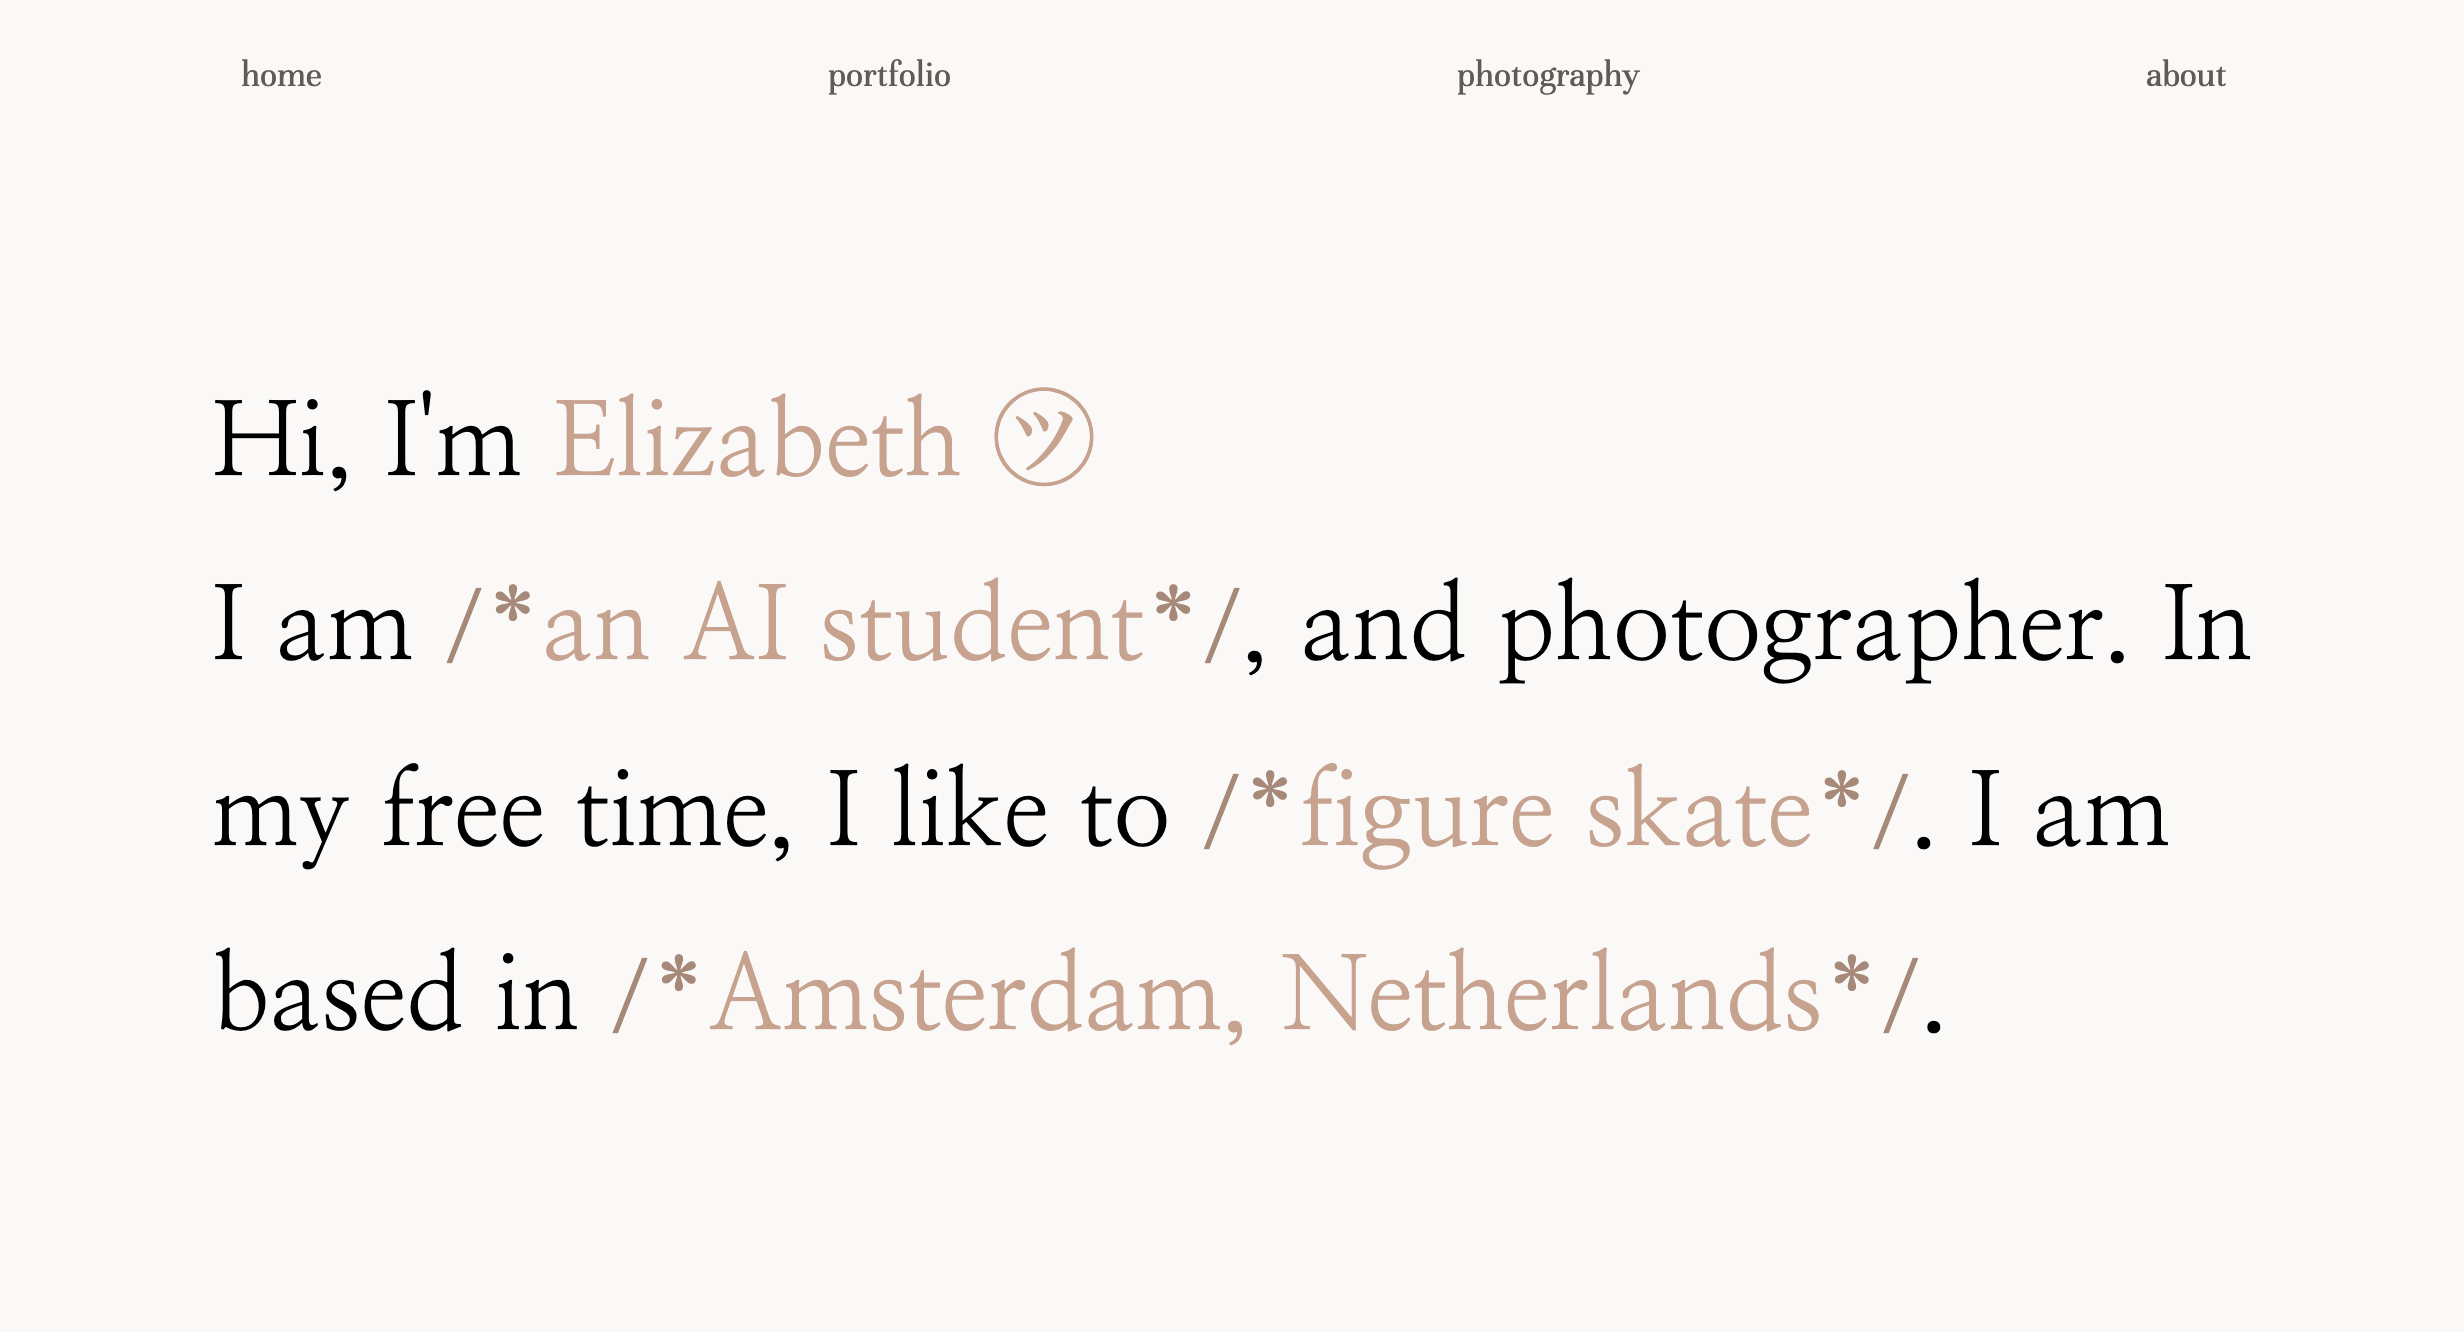 home portfolio photography about
Hi, I'm Elizabeth ㋡
I am /*an AI student*/, and photographer. In
my free time, I like to /*figure skate*/. I am
based in /*Amsterdam, Netherlands*/.